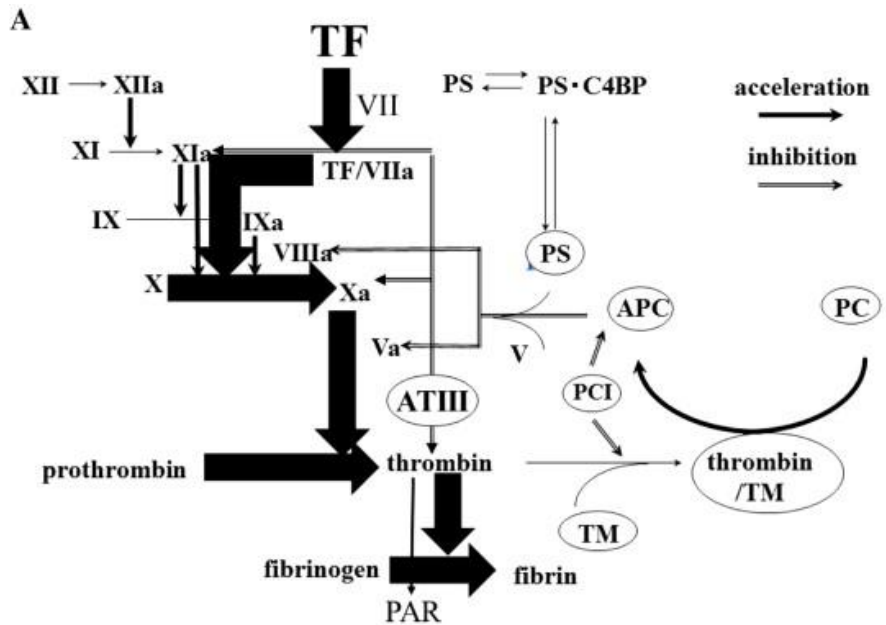 A
TF
XII
XIIa
VII
PS
PS·C4BP
acceleration
XI
XIa
TF/VIIa
inhibition
IX
IXa
VIIIa
PS
X
Xa
APC
PC
Va
V
ATIII
PCI
prothrombin
thrombin
thrombin
/TM
TM
fibrinogen
fibrin
PAR